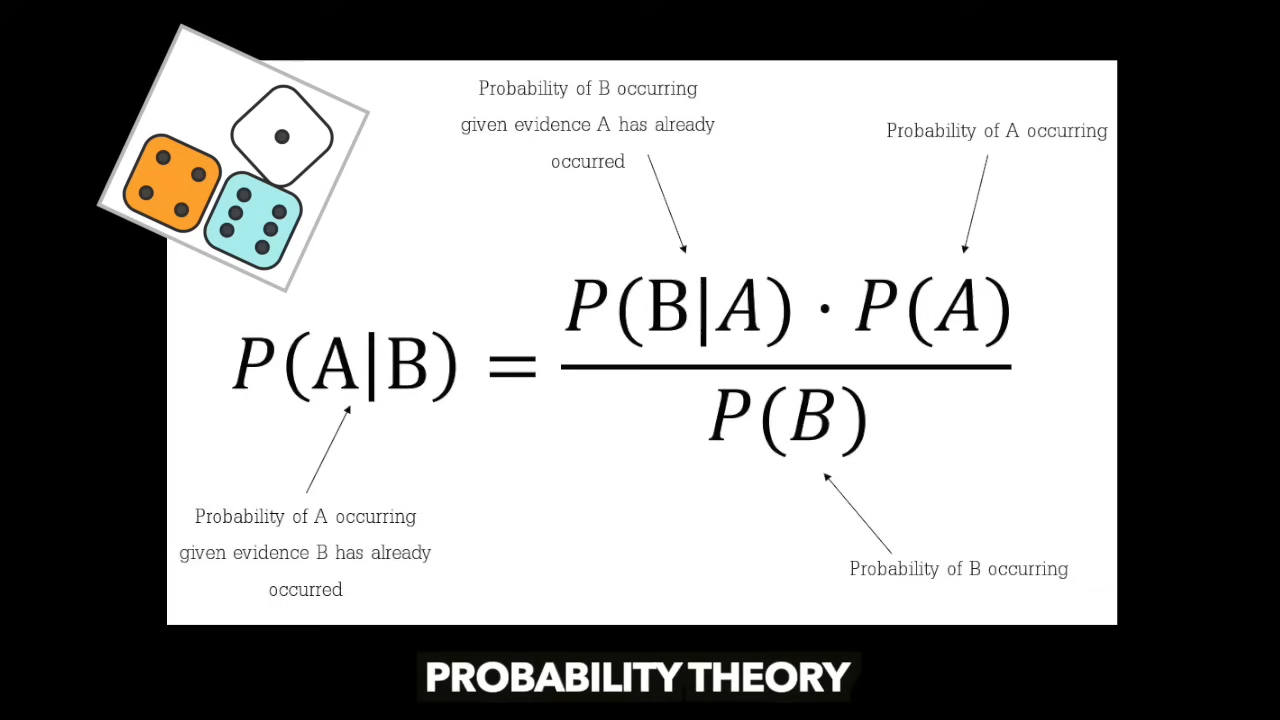 Probability of B occurring
given evidence A has already
occurred
Probability of A occurring
P(A|B) = P(B|A) · P(A)
P(B)
Probability of A occurring
given evidence B has already
occurred
Probability of B occurring
PROBABILITY THEORY